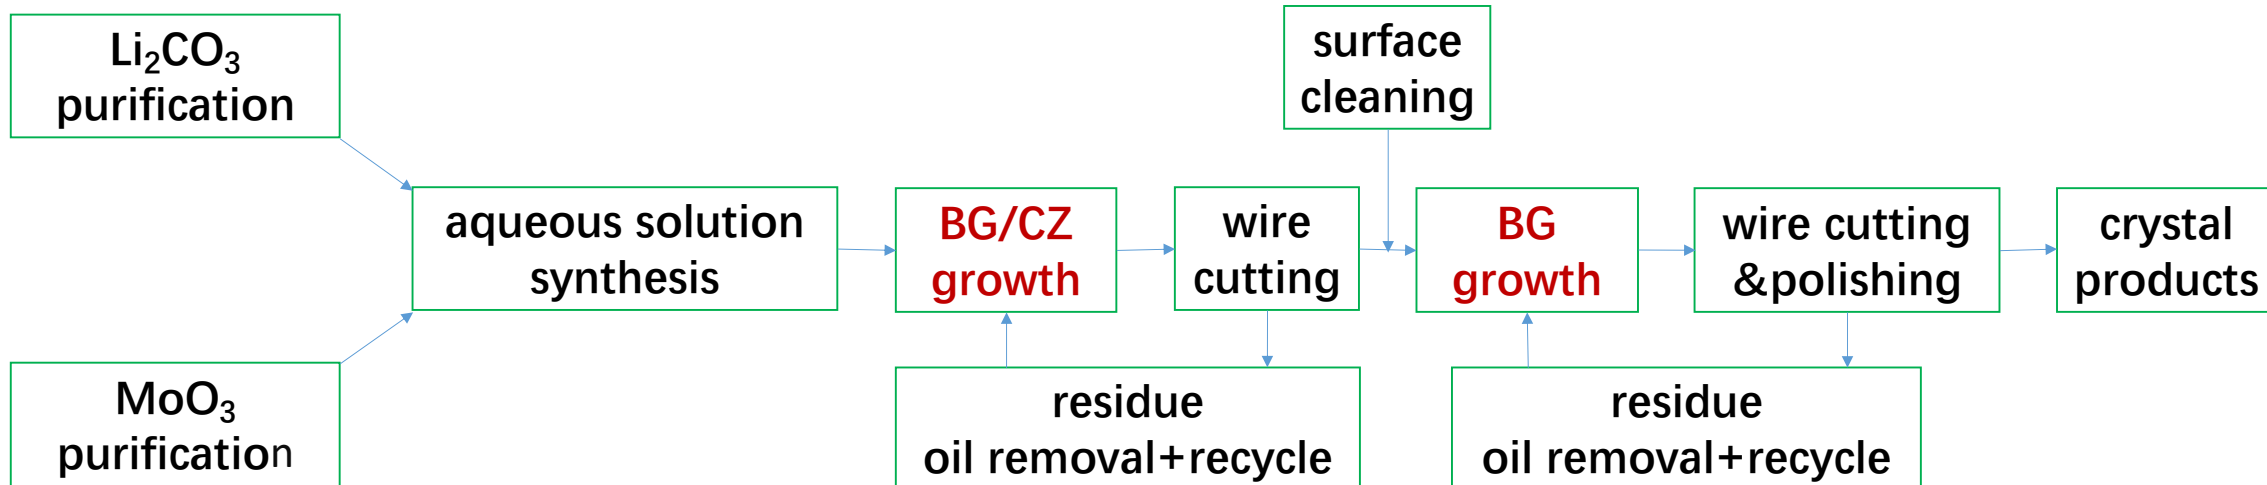 Li₂CO₃
purification
surface
cleaning
aqueous solution
synthesis
BG/CZ
growth
wire
cutting
BG
growth
wire cutting
&polishing
crystal
products
MoO₃
purification
residue
oil removal+recycle
residue
oil removal+recycle